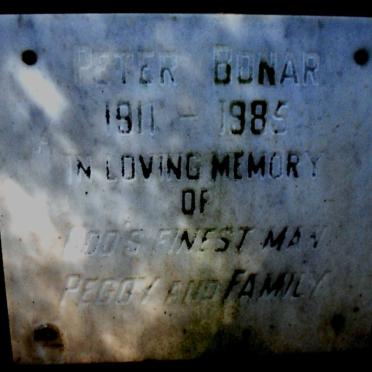 PETER BONAR
1911 - 1985
IN LOVING MEMORY
OF
GOD'S FINEST MAN
PEGGY AND FAMILY